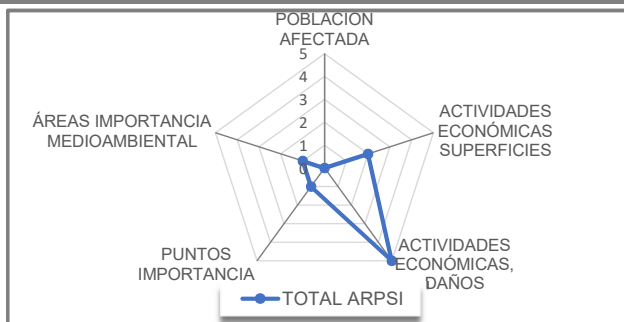 POBLACIÓN
AFECTADA
5
4
3
2
1
0
ÁREAS IMPORTANCIA
MEDIOAMBIENTAL
ACTIVIDADES
ECONÓMICAS
SUPERFICIES
PUNTOS
IMPORTANCIA
ACTIVIDADES
ECONÓMICAS,
DAÑOS
TOTAL ARPSI